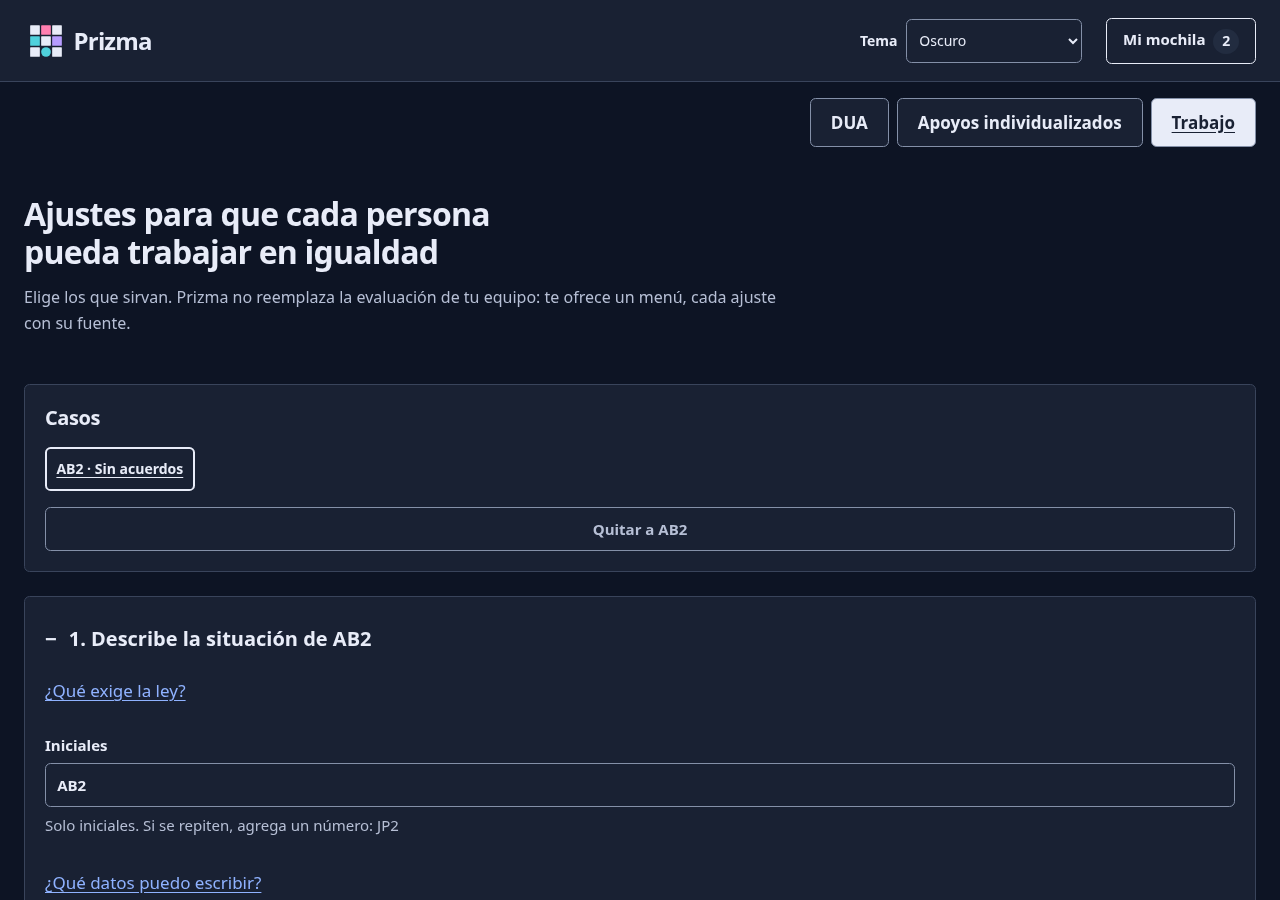 Prizma
Tema
Oscuro
Mi mochila 2
DUA
Apoyos individualizados
Trabajo
Ajustes para que cada persona
pueda trabajar en igualdad
Elige los que sirvan. Prizma no reemplaza la evaluación de tu equipo: te ofrece un menú, cada ajuste
con su fuente.
Casos
AB2 · Sin acuerdos
Quitar a AB2
− 1. Describe la situación de AB2
¿Qué exige la ley?
Iniciales
AB2
Solo iniciales. Si se repiten, agrega un número: JP2
¿Qué datos puedo escribir?